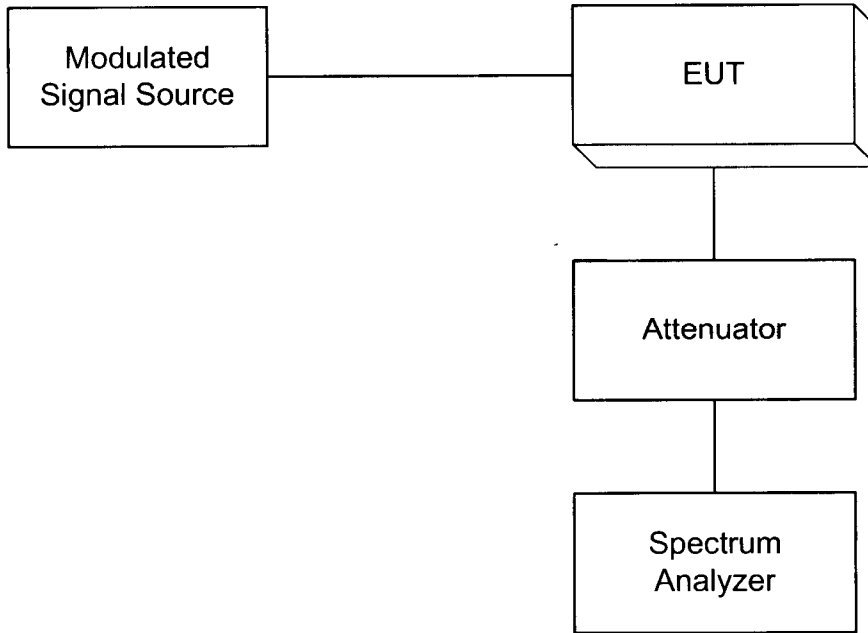 Modulated
Signal Source
EUT
Attenuator
Spectrum
Analyzer